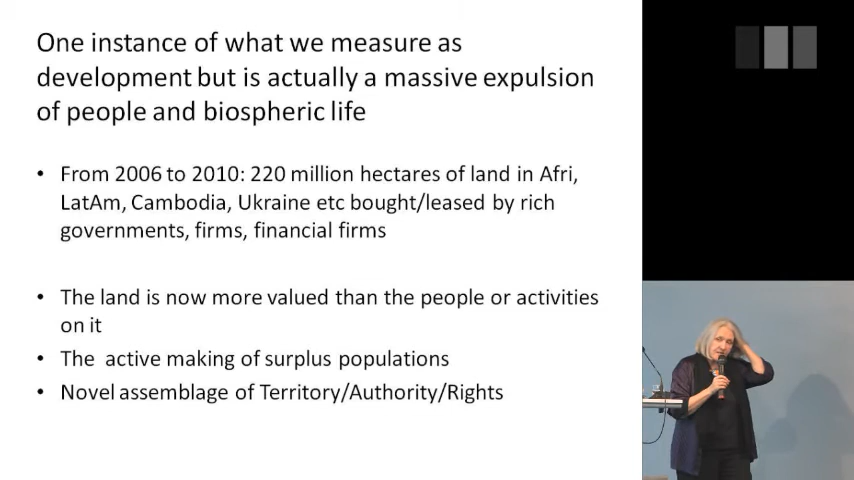 One instance of what we measure as
development but is actually a massive expulsion
of people and biospheric life
• From 2006 to 2010: 220 million hectares of land in Afri,
LatAm, Cambodia, Ukraine etc bought/leased by rich
governments, firms, financial firms
• The land is now more valued than the people or activities
on it
• The active making of surplus populations
• Novel assemblage of Territory/Authority/Rights